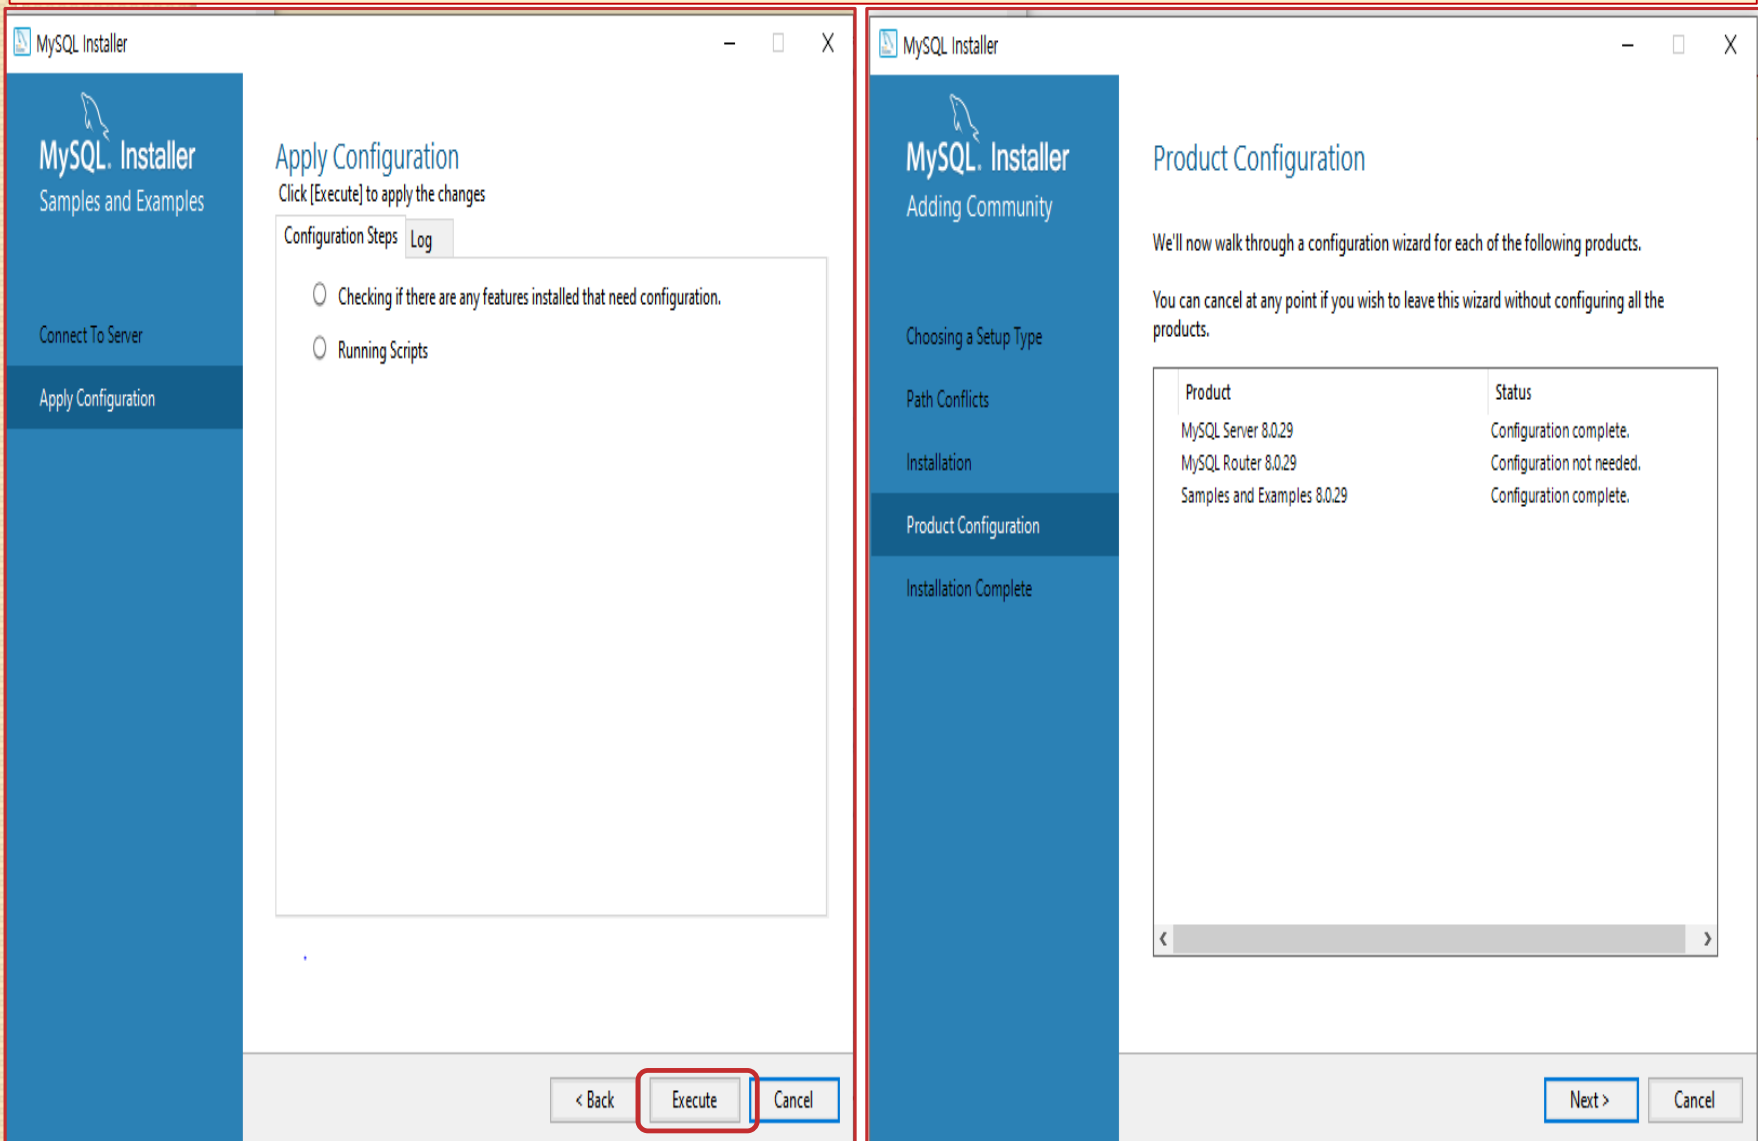 MySQL Installer
MySQL. Installer
Samples and Examples
Connect To Server
Apply Configuration
Apply Configuration
Click [Execute] to apply the changes
Configuration Steps
Log
Checking if there are any features installed that need configuration.
Running Scripts
< Back
Execute
Cancel
MySQL Installer
MySQL. Installer
Adding Community
Choosing a Setup Type
Path Conflicts
Installation
Product Configuration
Installation Complete
Product Configuration
We'll now walk through a configuration wizard for each of the following products.
You can cancel at any point if you wish to leave this wizard without configuring all the
products.
Product Status
MySQL Server 8.0.29 Configuration complete.
MySQL Router 8.0.29 Configuration not needed.
Samples and Examples 8.0.29 Configuration complete.
Next >
Cancel